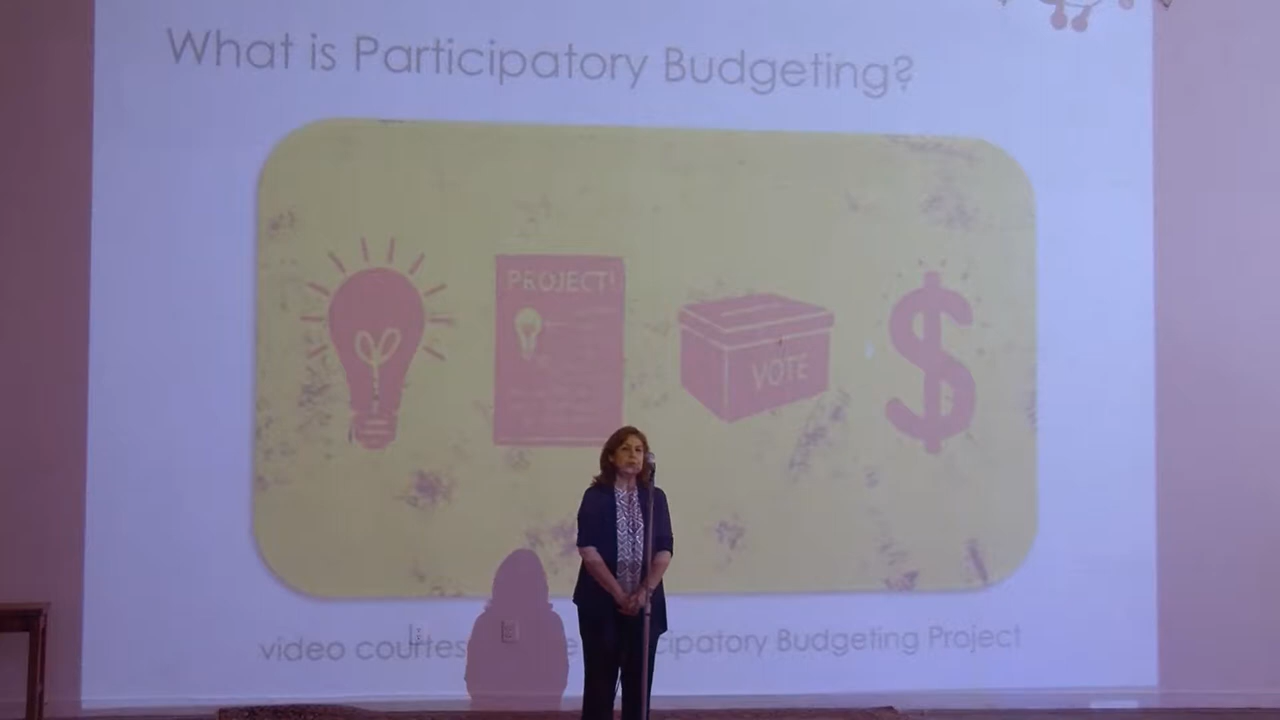 What is Participatory Budgeting?
PROJECT!
VOTE
$
video courtes e cipatory Budgeting Project